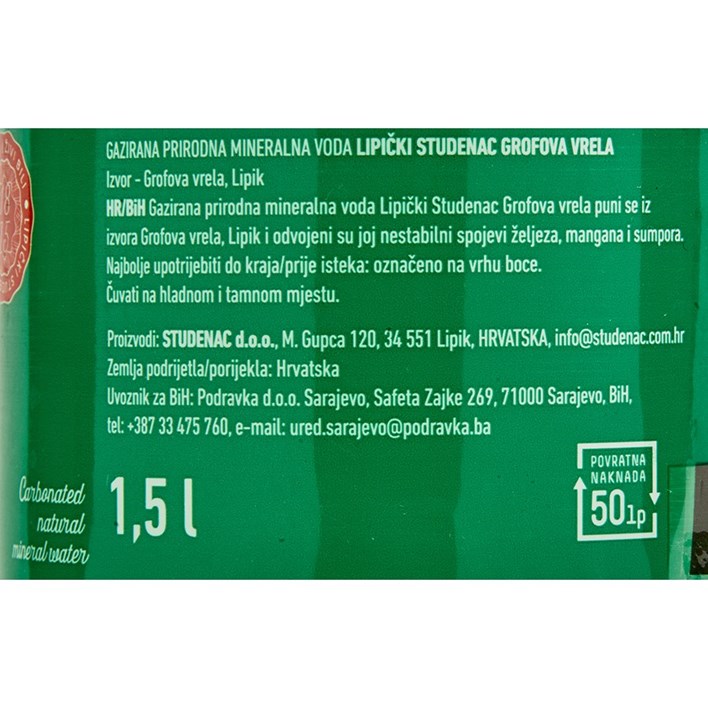 GAZIRANA PRIRODNA MINERALNA VODA LIPIČKI STUDENAC GROFOVA VRELA
Izvor - Grofova vrela, Lipik
HR/BiH Gazirana prirodna mineralna voda Lipički Studenac Grofova vrela puni se iz
izvora Grofova vrela, Lipik i odvojeni su joj nestabilni spojevi željeza, mangana i sumpora.
Najbolje upotrijebiti do kraja/prije isteka: označeno na vrhu boce.
Čuvati na hladnom i tamnom mjestu.
Proizvodi: STUDENAC d.o.o., M. Gupca 120, 34 551 Lipik, HRVATSKA, info@studenac.com.hr
Zemlja podrijetla/porijekla: Hrvatska
Uvoznik za BiH: Podravka d.o.o. Sarajevo, Safeta Zajke 269, 71000 Sarajevo, BiH,
tel: +387 33 475 760, e-mail: ured.sarajevo@podravka.ba
Carbonated
natural
mineral water
1,5 l
POVRATNA
NAKNADA
50lp